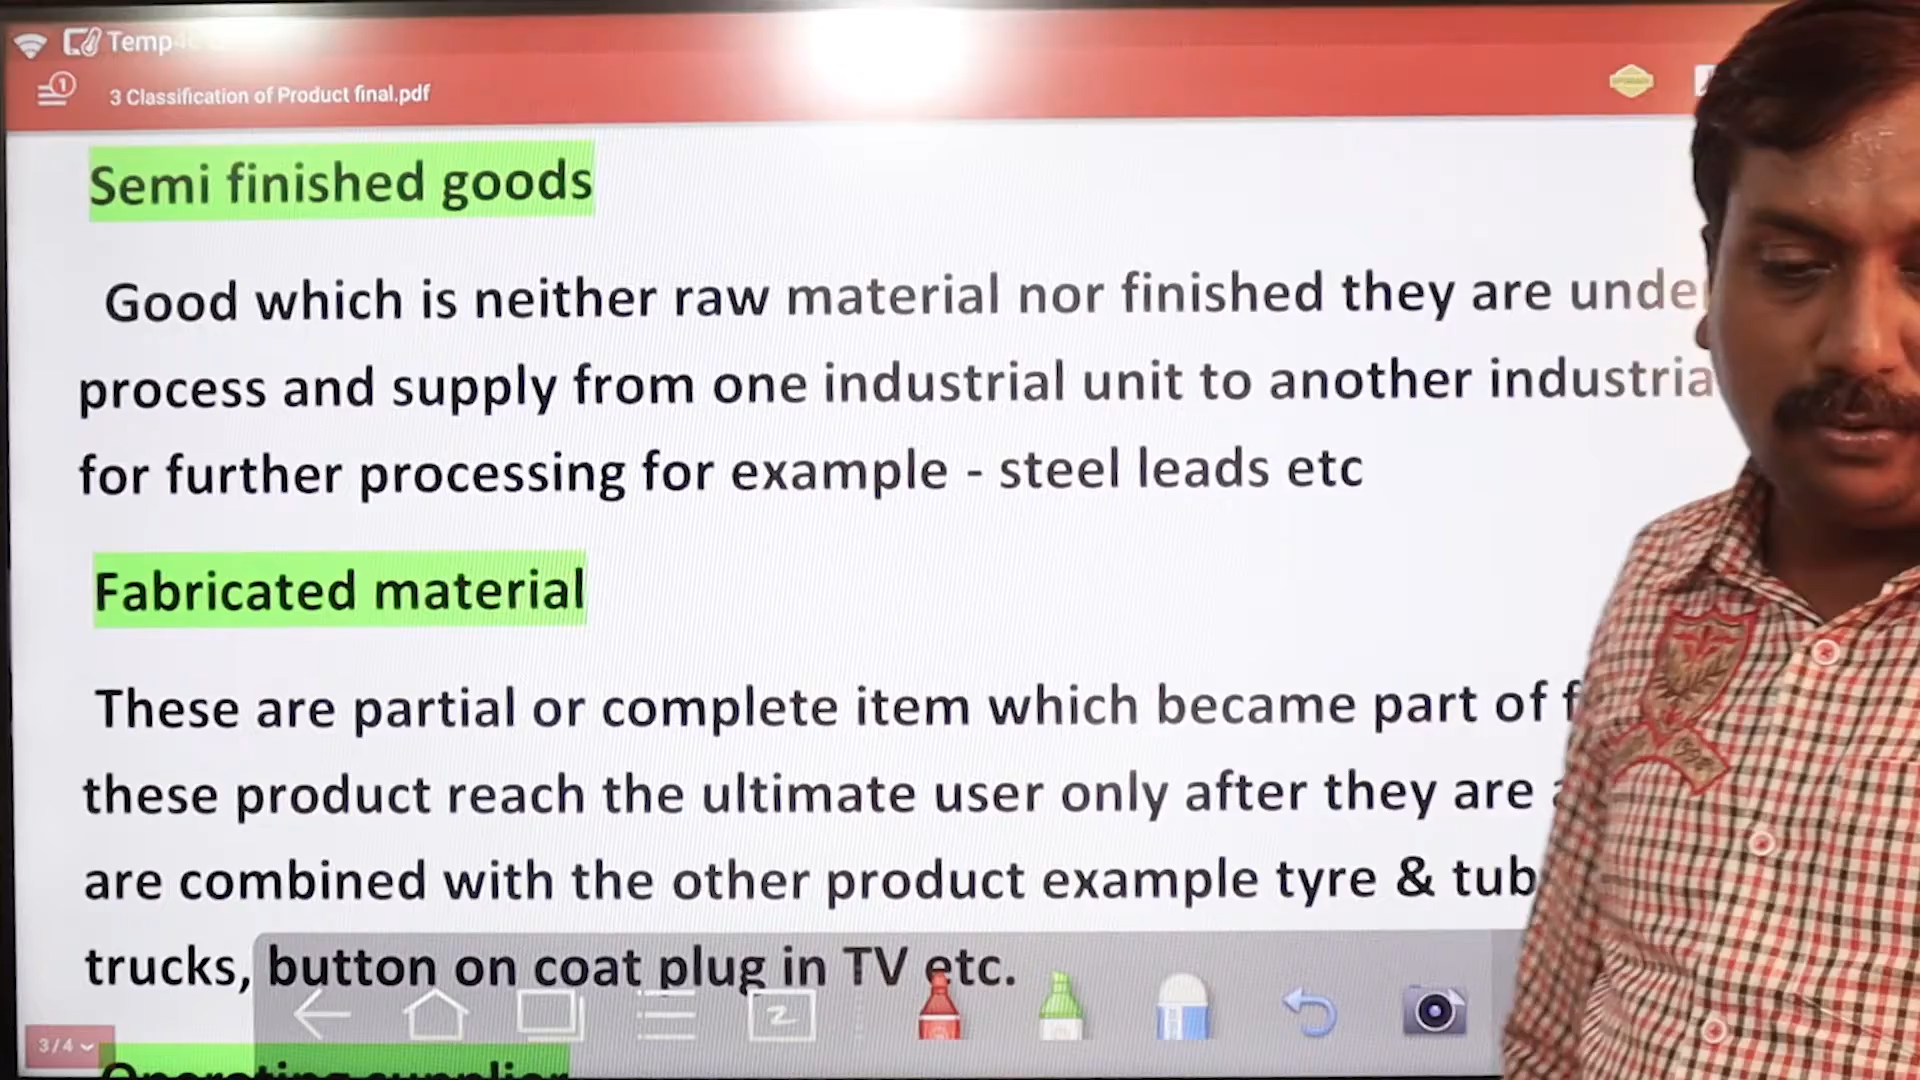 Temp
1
3 Classification of Product final.pdf
Semi finished goods
Good which is neither raw material nor finished they are
process and supply from one industrial unit to another
for further processing for example - steel leads etc
Fabricated material
These are partial or complete item which became part of
these product reach the ultimate user only after they are
are combined with the other product example tyre &
trucks, button on coat plug in TV etc.
2
3/4